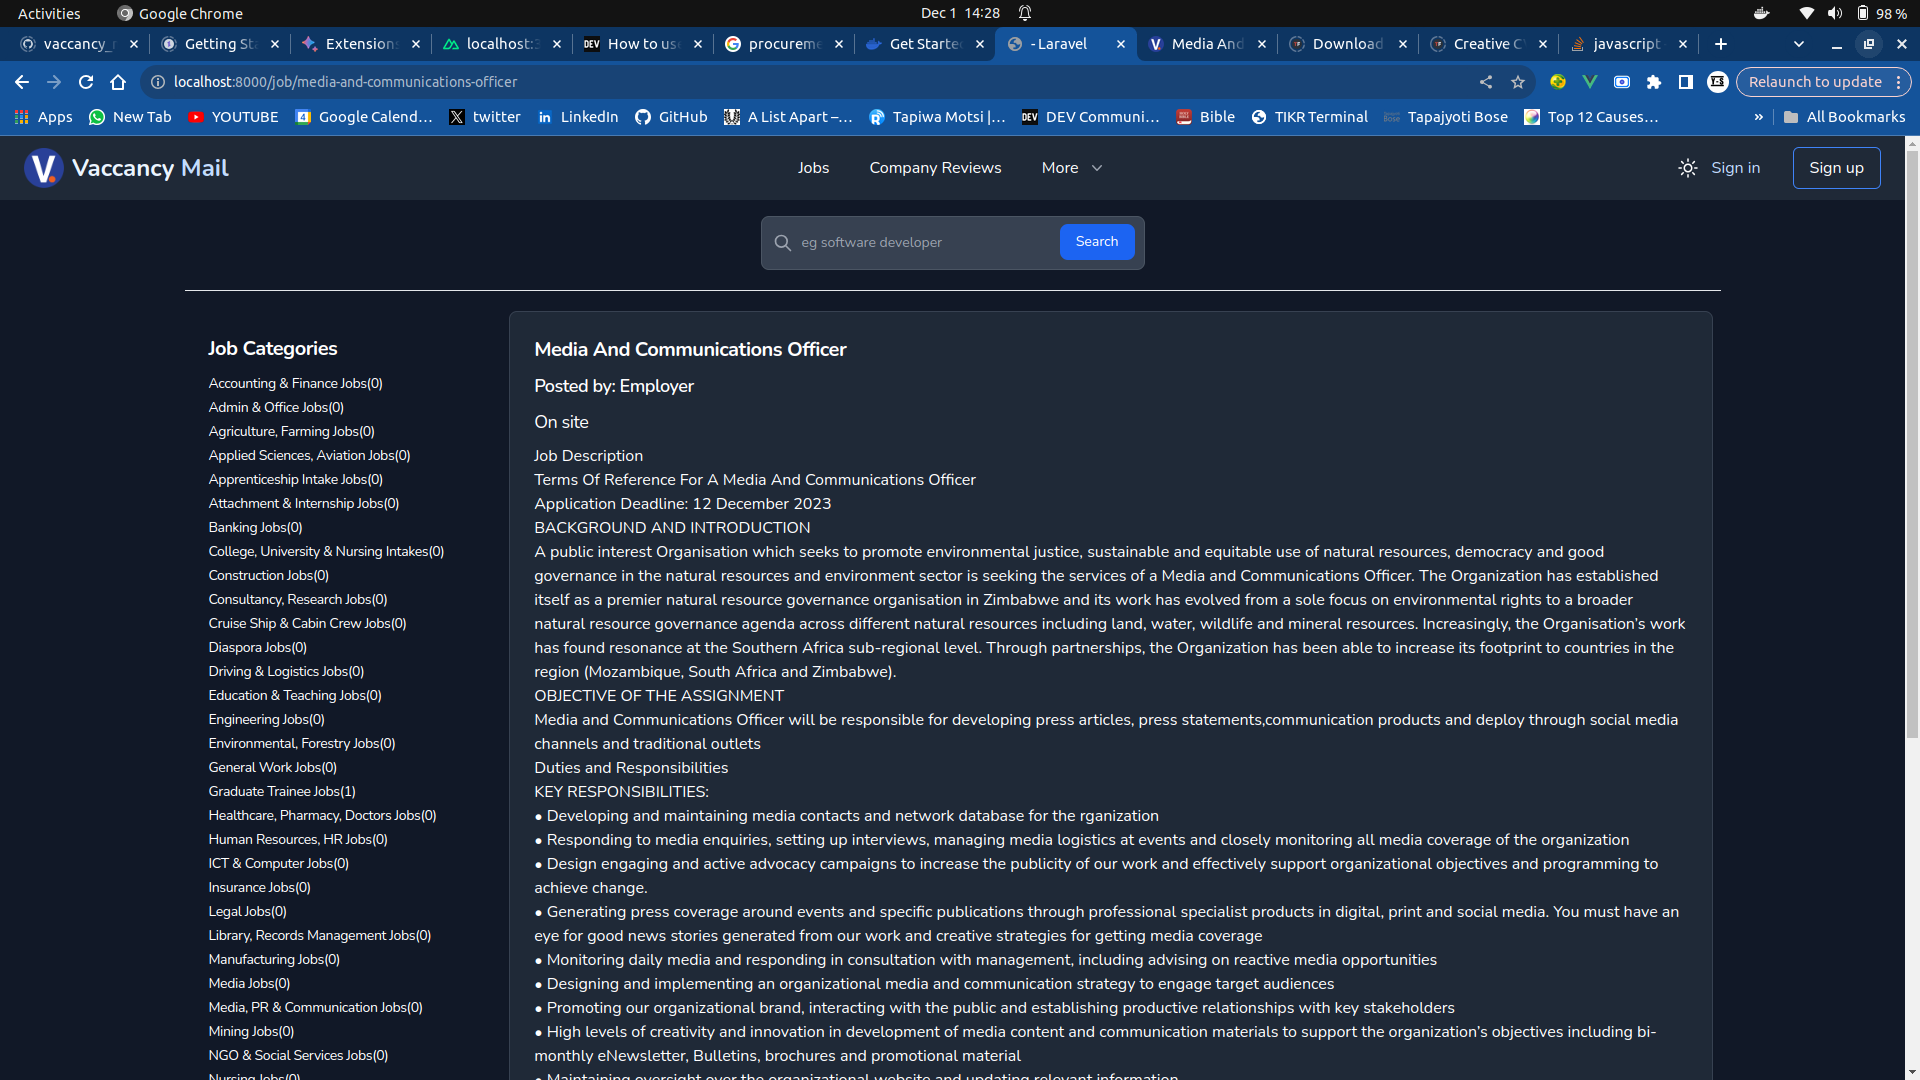 Activities Google Chrome Dec 1 14:28 98 %
vaccancy_ Getting Sta Extension localhost:3 DEV How to us procureme Get Starte - Laravel Media And Download Creative C javascript
localhost:8000/job/media-and-communications-officer Relaunch to update
Apps New Tab YOUTUBE Google Calend… twitter LinkedIn GitHub A List Apart –… Tapiwa Motsi |… DEV DEV Communi… Bible TIKR Terminal Tapajyoti Bose Top 12 Causes… » All Bookmarks
V. Vaccancy Mail Jobs Company Reviews More Sign in Sign up
eg software developer Search
Job Categories
Accounting & Finance Jobs(0)
Admin & Office Jobs(0)
Agriculture, Farming Jobs(0)
Applied Sciences, Aviation Jobs(0)
Apprenticeship Intake Jobs(0)
Attachment & Internship Jobs(0)
Banking Jobs(0)
College, University & Nursing Intakes(0)
Construction Jobs(0)
Consultancy, Research Jobs(0)
Cruise Ship & Cabin Crew Jobs(0)
Diaspora Jobs(0)
Driving & Logistics Jobs(0)
Education & Teaching Jobs(0)
Engineering Jobs(0)
Environmental, Forestry Jobs(0)
General Work Jobs(0)
Graduate Trainee Jobs(1)
Healthcare, Pharmacy, Doctors Jobs(0)
Human Resources, HR Jobs(0)
ICT & Computer Jobs(0)
Insurance Jobs(0)
Legal Jobs(0)
Library, Records Management Jobs(0)
Manufacturing Jobs(0)
Media Jobs(0)
Media, PR & Communication Jobs(0)
Mining Jobs(0)
NGO & Social Services Jobs(0)
Nursing Jobs(0)
Media And Communications Officer
Posted by: Employer
On site
Job Description
Terms Of Reference For A Media And Communications Officer
Application Deadline: 12 December 2023
BACKGROUND AND INTRODUCTION
A public interest Organisation which seeks to promote environmental justice, sustainable and equitable use of natural resources, democracy and good
governance in the natural resources and environment sector is seeking the services of a Media and Communications Officer. The Organization has established
itself as a premier natural resource governance organisation in Zimbabwe and its work has evolved from a sole focus on environmental rights to a broader
natural resource governance agenda across different natural resources including land, water, wildlife and mineral resources. Increasingly, the Organisation’s work
has found resonance at the Southern Africa sub-regional level. Through partnerships, the Organization has been able to increase its footprint to countries in the
region (Mozambique, South Africa and Zimbabwe).
OBJECTIVE OF THE ASSIGNMENT
Media and Communications Officer will be responsible for developing press articles, press statements,communication products and deploy through social media
channels and traditional outlets
Duties and Responsibilities
KEY RESPONSIBILITIES:
• Developing and maintaining media contacts and network database for the rganization
• Responding to media enquiries, setting up interviews, managing media logistics at events and closely monitoring all media coverage of the organization
• Design engaging and active advocacy campaigns to increase the publicity of our work and effectively support organizational objectives and programming to
achieve change.
• Generating press coverage around events and specific publications through professional specialist products in digital, print and social media. You must have an
eye for good news stories generated from our work and creative strategies for getting media coverage
• Monitoring daily media and responding in consultation with management, including advising on reactive media opportunities
• Designing and implementing an organizational media and communication strategy to engage target audiences
• Promoting our organizational brand, interacting with the public and establishing productive relationships with key stakeholders
• High levels of creativity and innovation in development of media content and communication materials to support the organization’s objectives including bi-
monthly eNewsletter, Bulletins, brochures and promotional material
• Maintaining oversight over the organizational website and updating relevant information